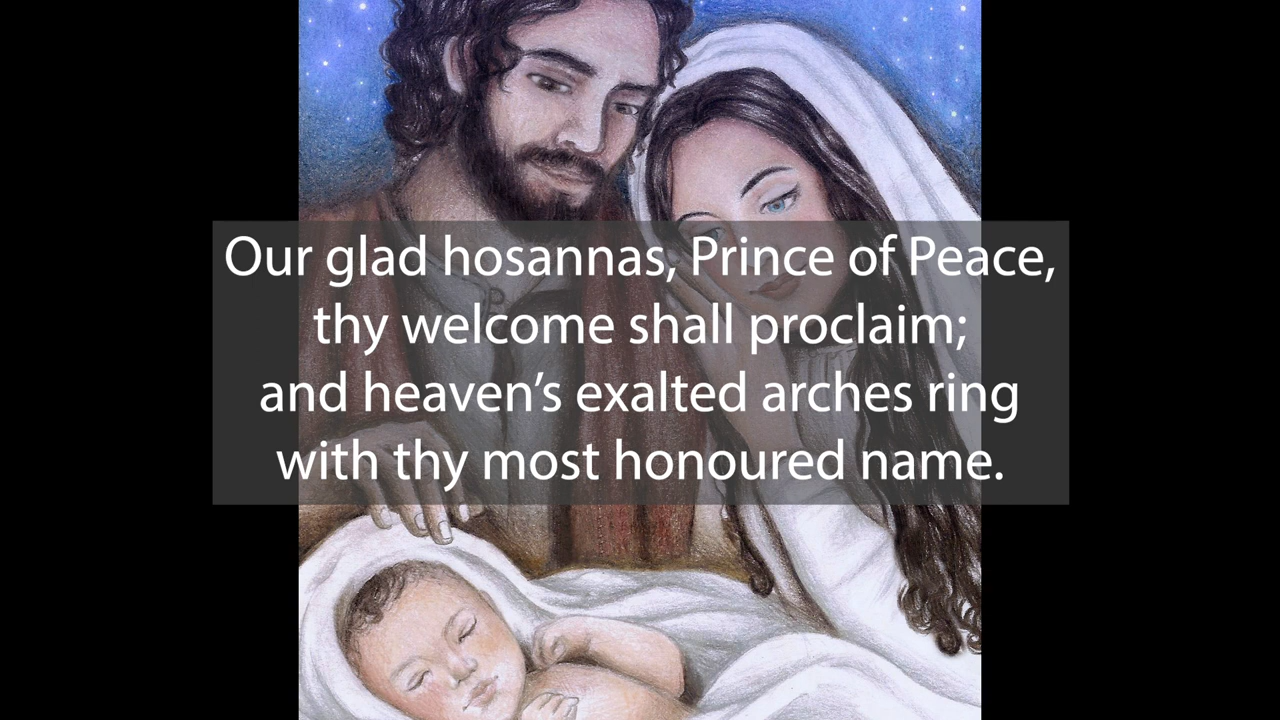 Our glad hosannas, Prince of Peace,
thy welcome shall proclaim;
and heaven’s exalted arches ring
with thy most honoured name.